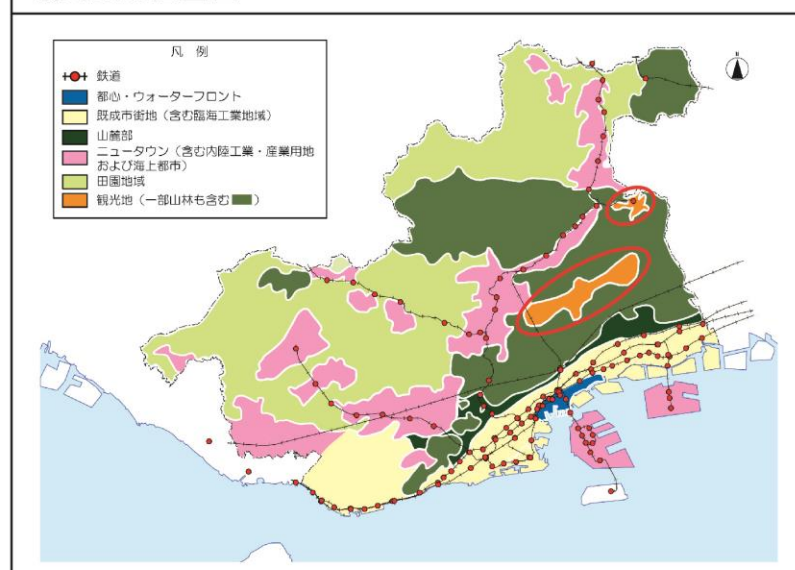 凡 例
鉄道
都心・ウォーターフロント
既成市街地（含む臨海工業地域）
山麓部
ニュータウン（含む内陸工業・産業用地
および海上都市）
田園地域
観光地（一部山林も含む　）
N